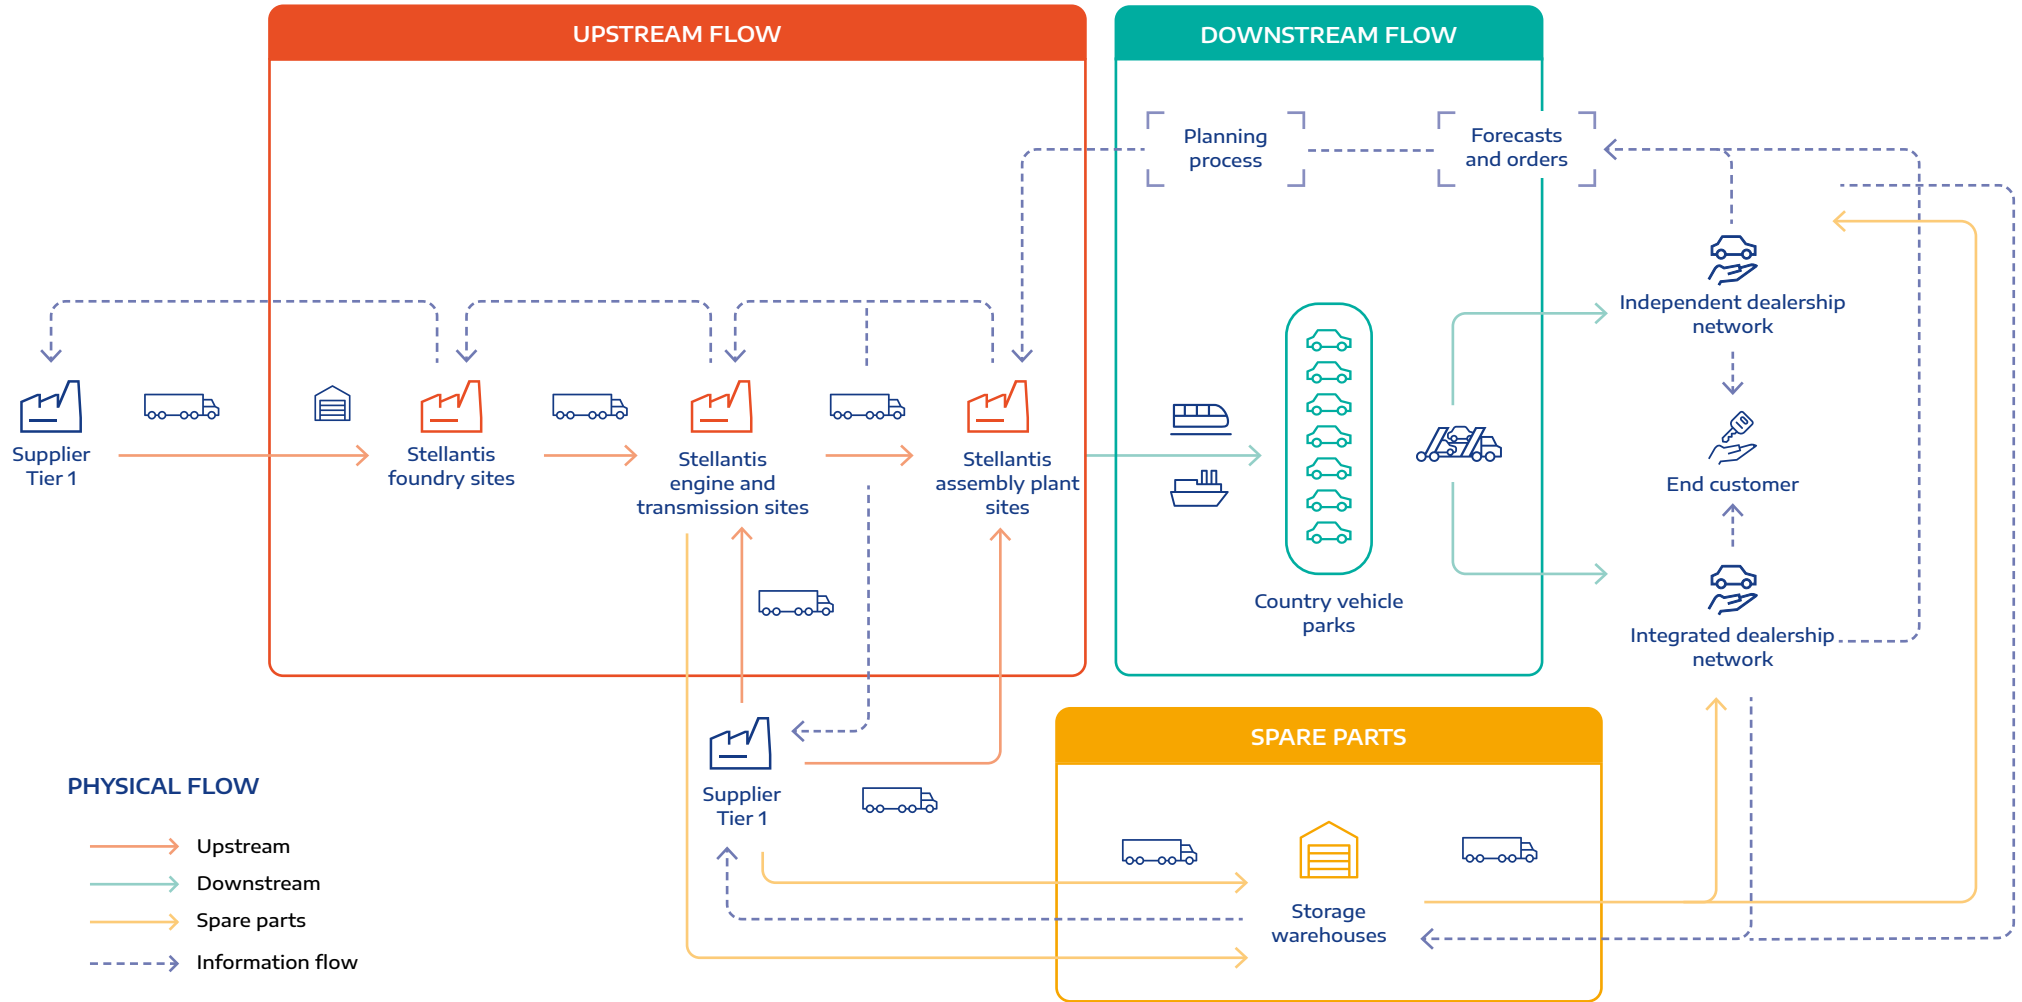 UPSTREAM FLOW
DOWNSTREAM FLOW
Planning
process
Forecasts
and orders
Independent dealership
network
Supplier
Tier 1
Stellantis
foundry sites
Stellantis
engine and
transmission sites
Stellantis
assembly plant
sites
End customer
Country vehicle
parks
Integrated dealership
network
SPARE PARTS
Supplier
Tier 1
Storage
warehouses
PHYSICAL FLOW
Upstream
Downstream
Spare parts
Information flow